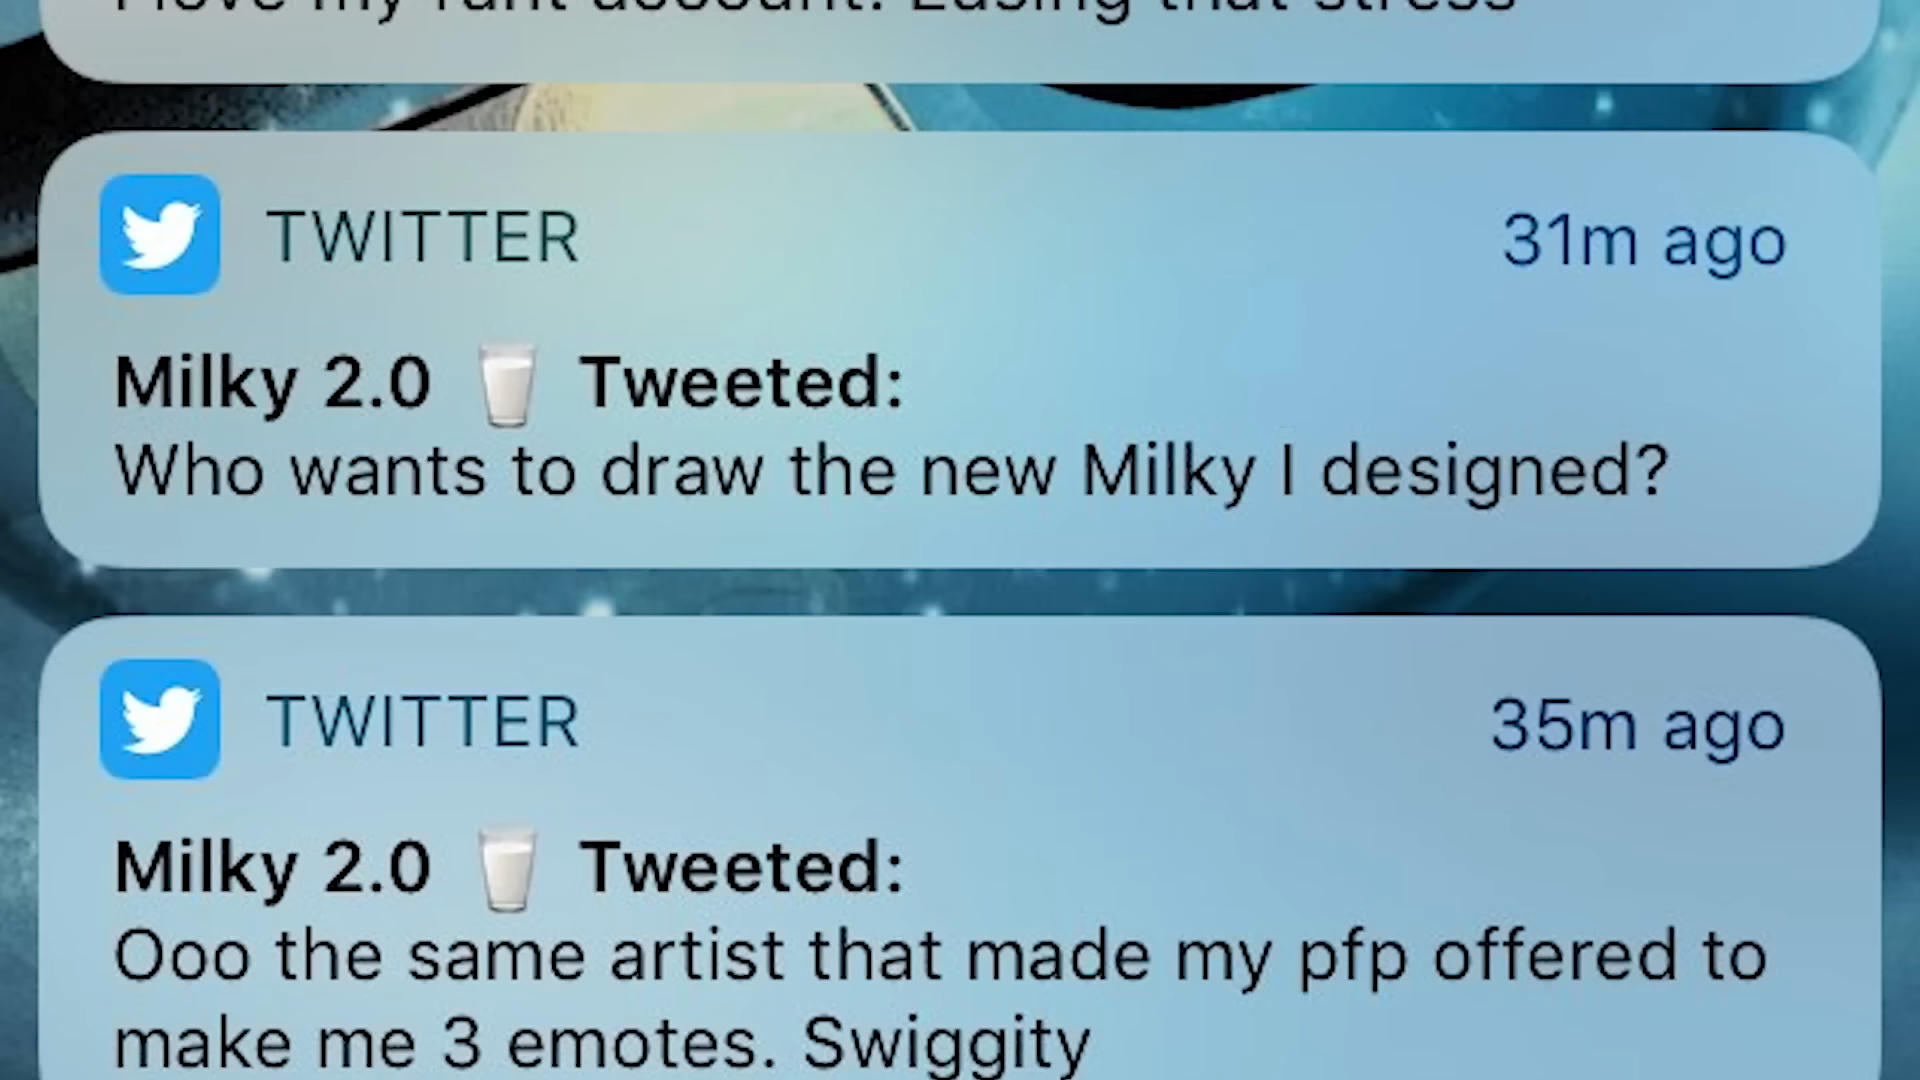 I love my rant account. Easing that stress
TWITTER
31m ago
Milky 2.0 🥛 Tweeted:
Who wants to draw the new Milky I designed?
TWITTER
35m ago
Milky 2.0 🥛 Tweeted:
Ooo the same artist that made my pfp offered to
make me 3 emotes. Swiggity